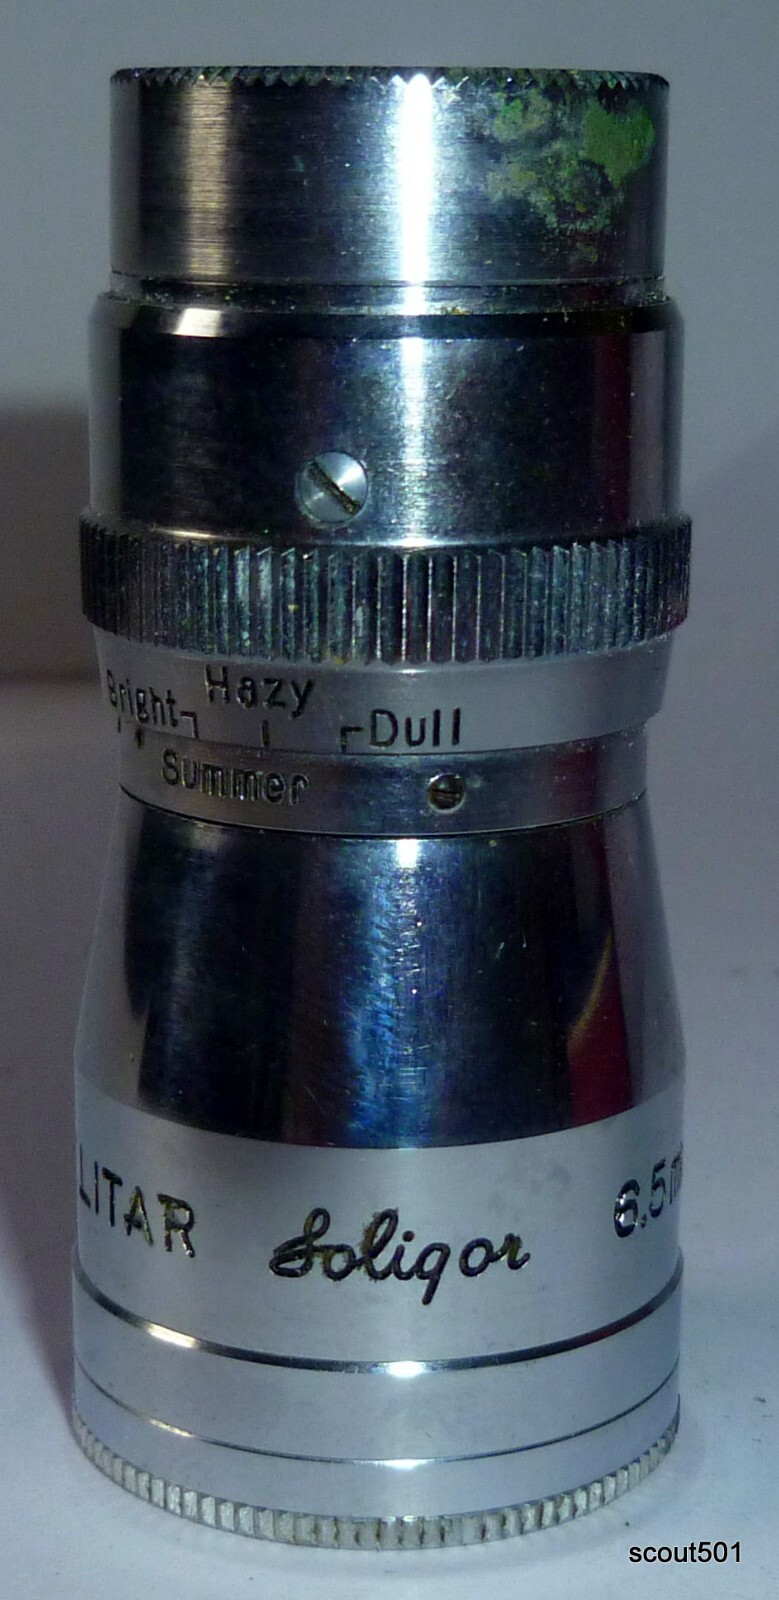 Bright Hazy Dull
Summer
LITAR Soligor 6.5m
scout501